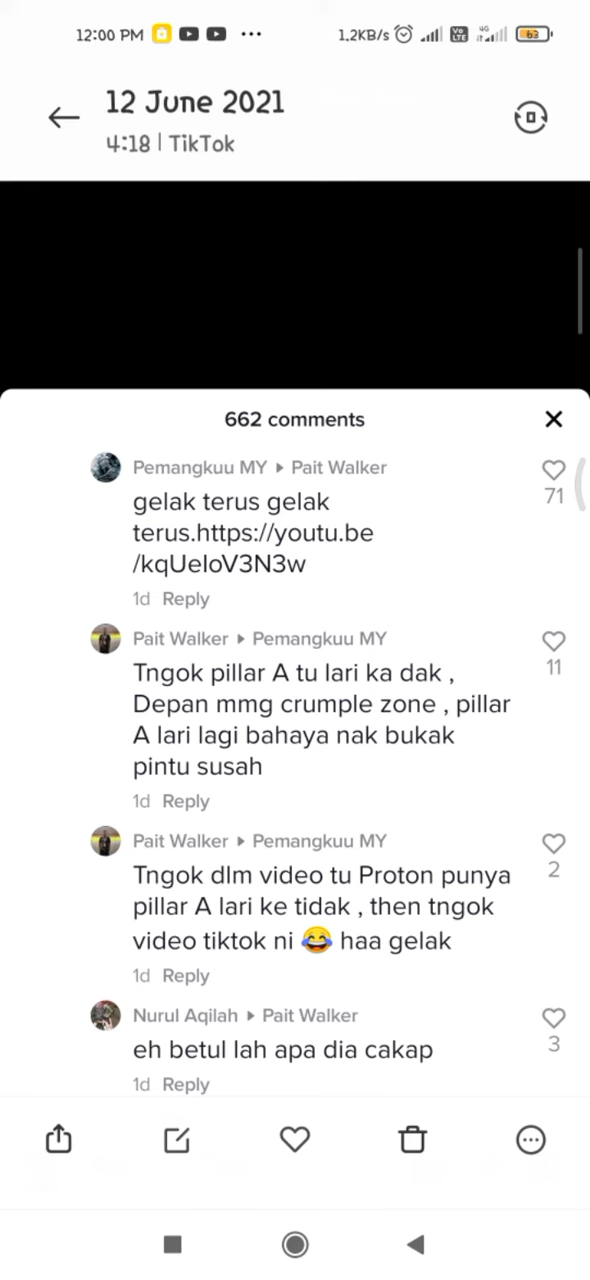 12:00 PM ••• 1.2KB/s Vo LTE 4G 63
12 June 2021
4:18 | TikTok
662 comments
Pemangkuu MY ▸ Pait Walker
gelak terus gelak
terus.https://youtu.be
/kqUeloV3N3w
71
1d Reply
Pait Walker ▸ Pemangkuu MY
Tngok pillar A tu lari ka dak ,
Depan mmg crumple zone , pillar
A lari lagi bahaya nak bukak
pintu susah
11
1d Reply
Pait Walker ▸ Pemangkuu MY
Tngok dlm video tu Proton punya
pillar A lari ke tidak , then tngok
video tiktok ni 😂 haa gelak
2
1d Reply
Nurul Aqilah ▸ Pait Walker
eh betul lah apa dia cakap
3
1d Reply